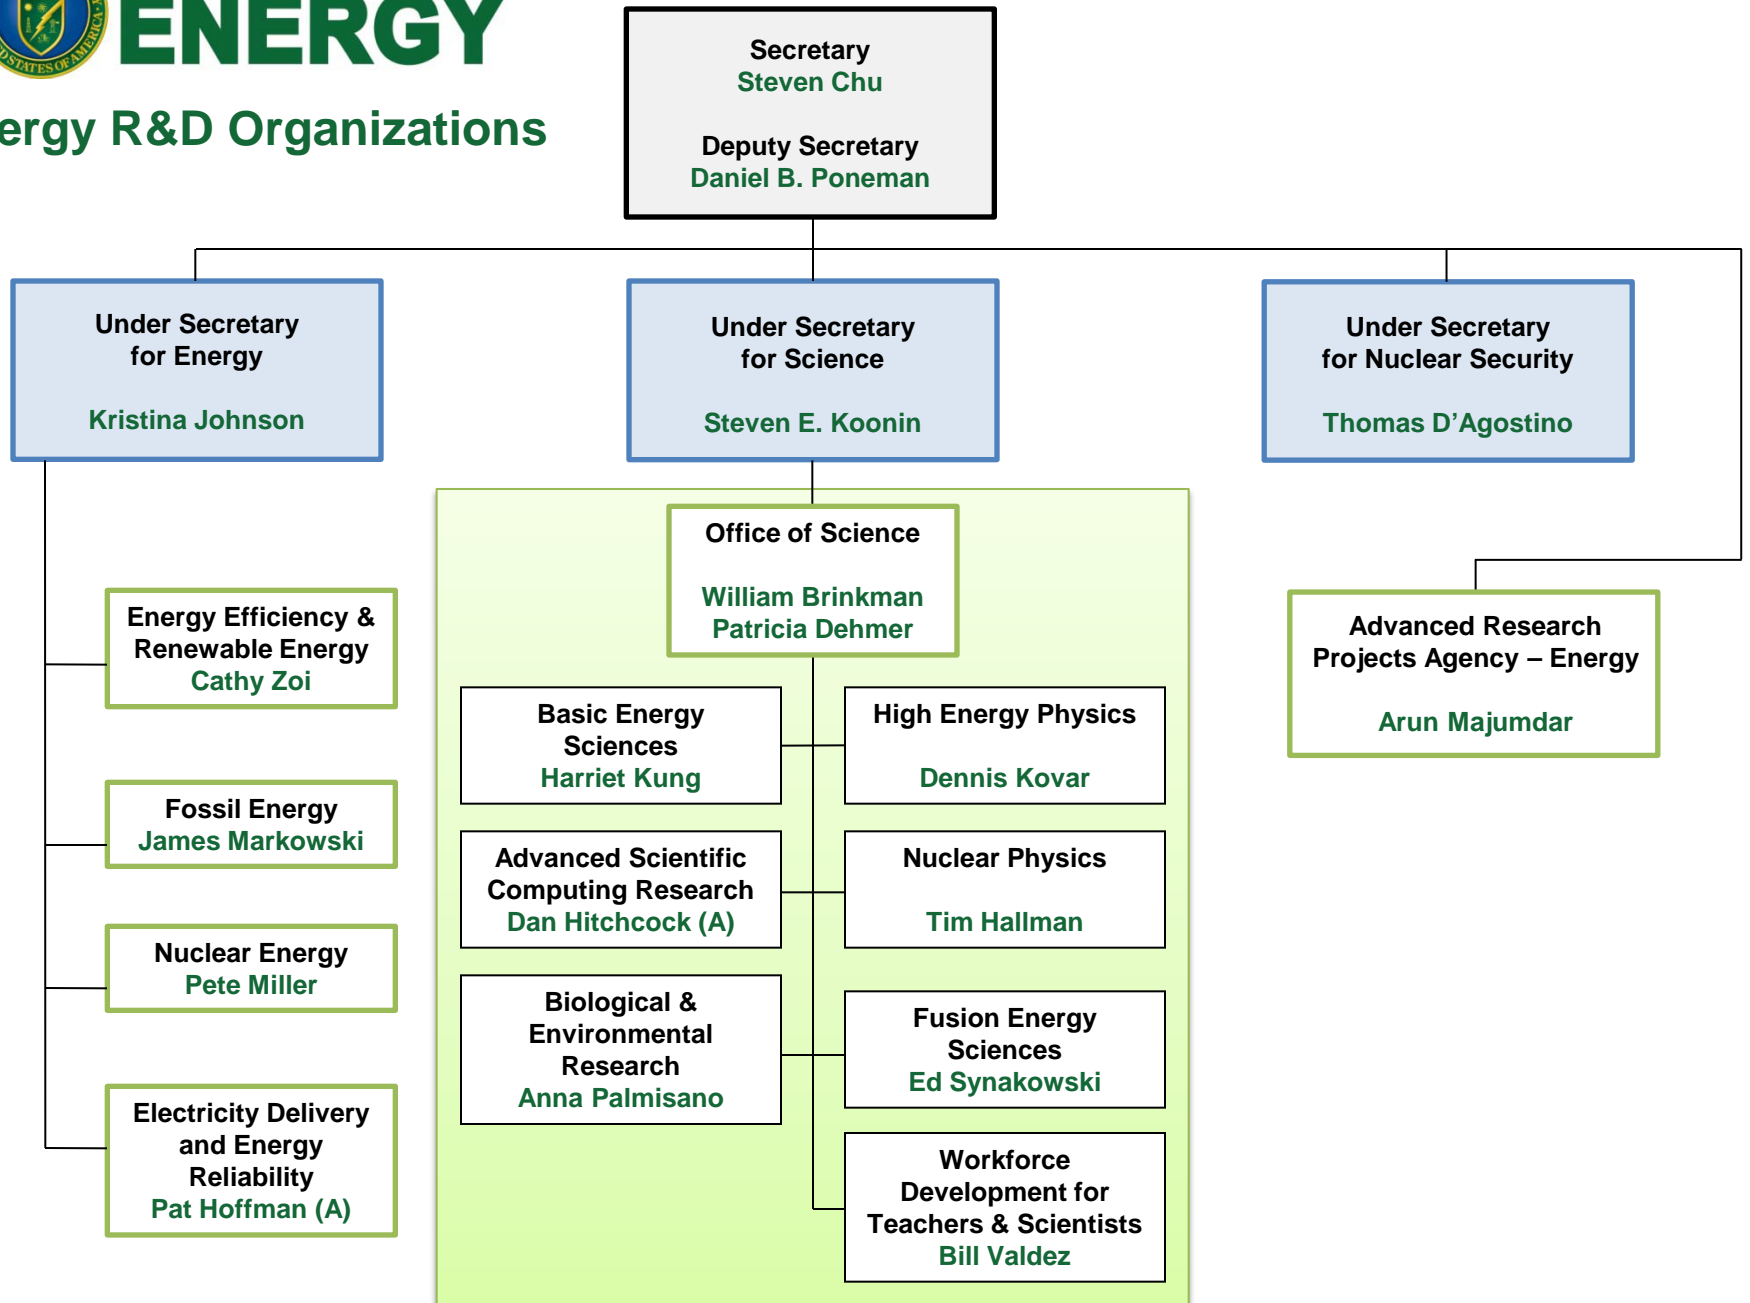 ENERGY
ergy R&D Organizations
Secretary
Steven Chu
Deputy Secretary
Daniel B. Poneman
Under Secretary
for Energy
Kristina Johnson
Under Secretary
for Science
Steven E. Koonin
Under Secretary
for Nuclear Security
Thomas D’Agostino
Energy Efficiency &
Renewable Energy
Cathy Zoi
Fossil Energy
James Markowski
Nuclear Energy
Pete Miller
Electricity Delivery
and Energy
Reliability
Pat Hoffman (A)
Office of Science
William Brinkman
Patricia Dehmer
Basic Energy
Sciences
Harriet Kung
High Energy Physics
Dennis Kovar
Advanced Scientific
Computing Research
Dan Hitchcock (A)
Nuclear Physics
Tim Hallman
Biological &
Environmental
Research
Anna Palmisano
Fusion Energy
Sciences
Ed Synakowski
Workforce
Development for
Teachers & Scientists
Bill Valdez
Advanced Research
Projects Agency – Energy
Arun Majumdar